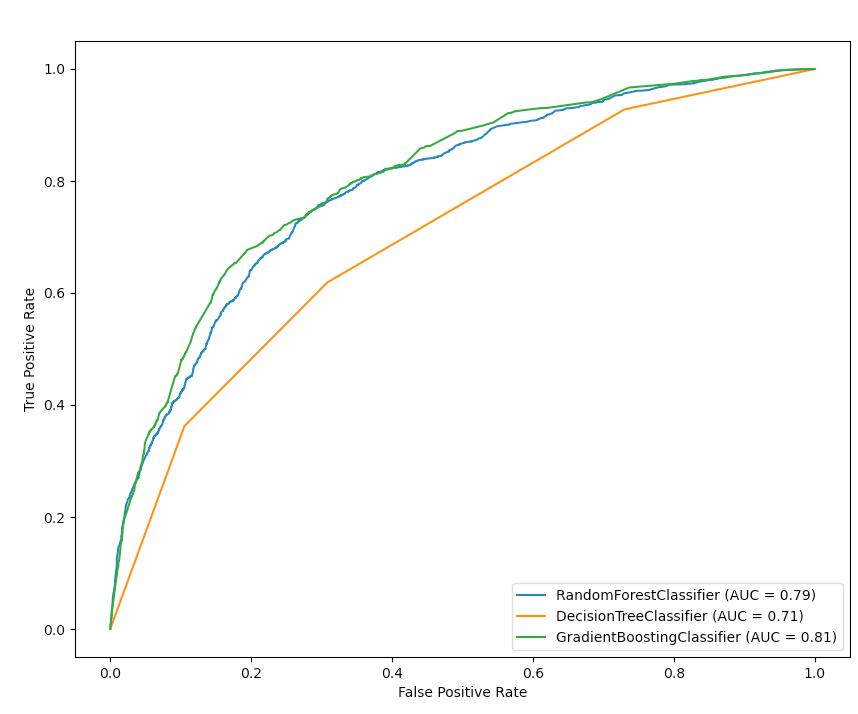 1.0
0.8
0.6
0.4
0.2
0.0
True Positive Rate
RandomForestClassifier (AUC = 0.79)
DecisionTreeClassifier (AUC = 0.71)
GradientBoostingClassifier (AUC = 0.81)
0.0 0.2 0.4 0.6 0.8 1.0
False Positive Rate